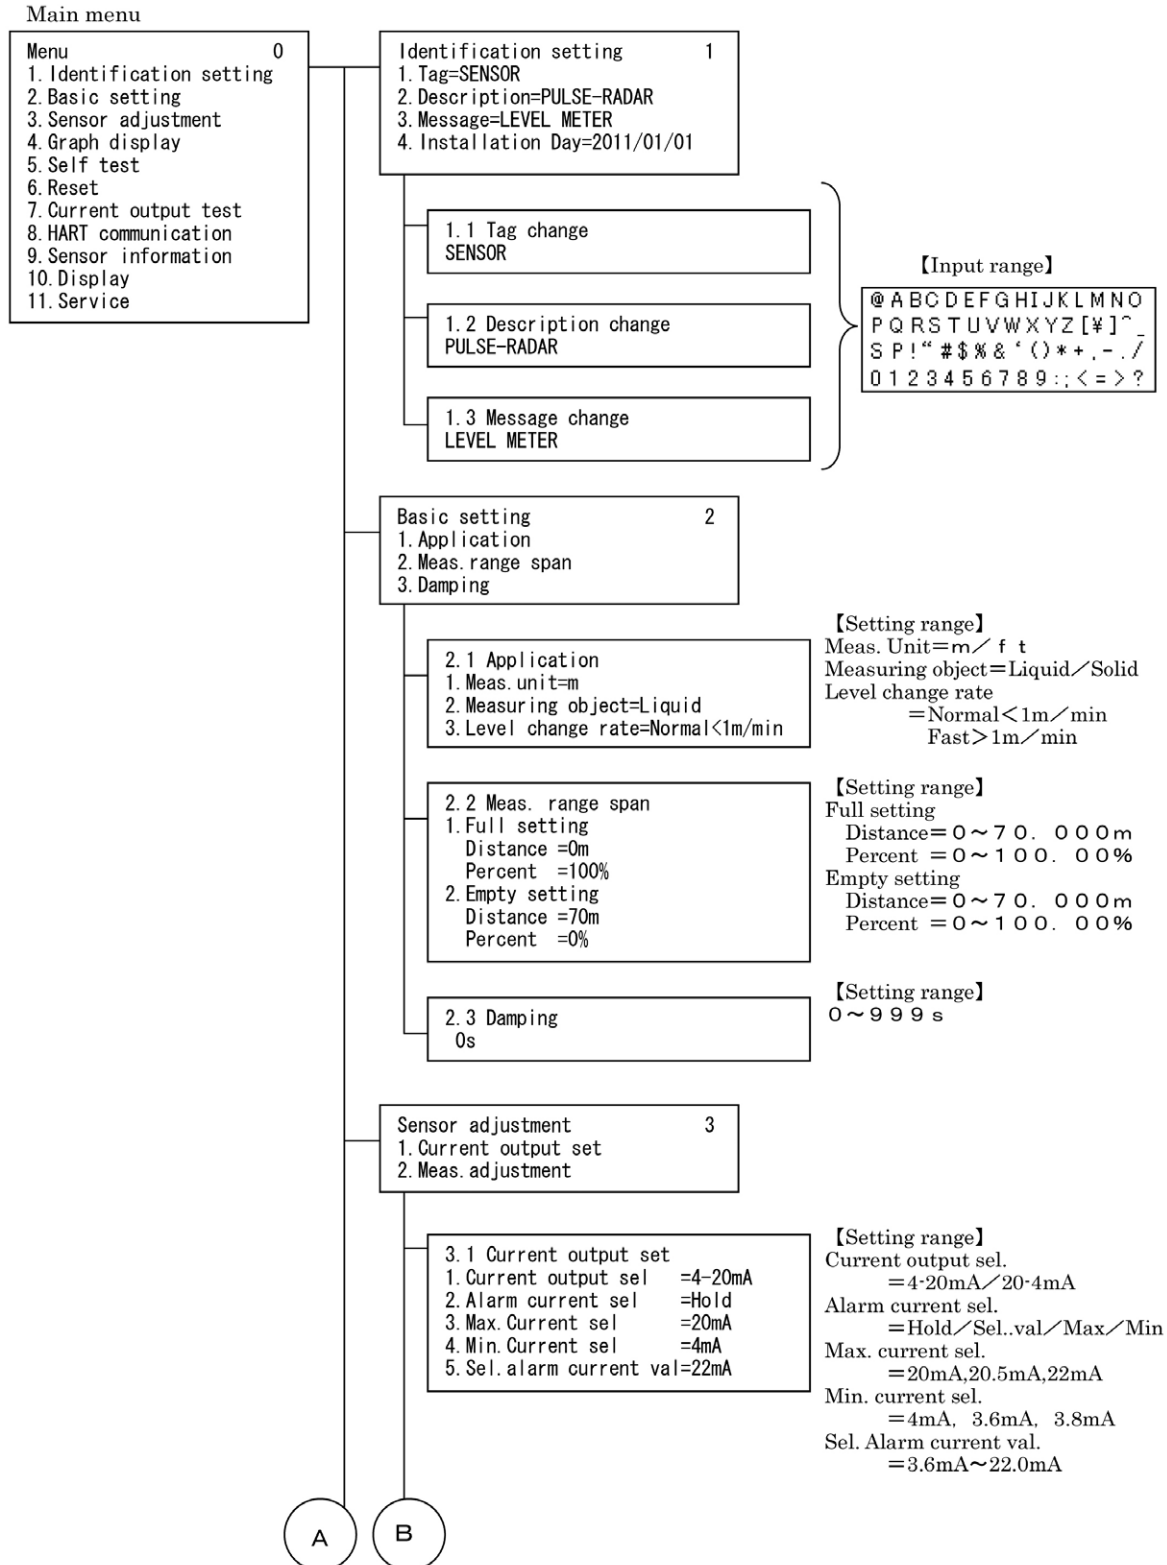 Main menu
Menu 0
1. Identification setting
2. Basic setting
3. Sensor adjustment
4. Graph display
5. Self test
6. Reset
7. Current output test
8. HART communication
9. Sensor information
10. Display
11. Service
Identification setting 1
1. Tag=SENSOR
2. Description=PULSE-RADAR
3. Message=LEVEL METER
4. Installation Day=2011/01/01
1.1 Tag change
SENSOR
1.2 Description change
PULSE-RADAR
1.3 Message change
LEVEL METER
【Input range】
@ABCDEFGHIJKLMNO
PQRSTUVWXYZ[¥]^_
SP!“#$%&‘()*+,-./
0123456789:;<=>?
Basic setting 2
1. Application
2. Meas. range span
3. Damping
2.1 Application
1. Meas. unit=m
2. Measuring object=Liquid
3. Level change rate=Normal<1m/min
【Setting range】
Meas. Unit=m/ft
Measuring object=Liquid/Solid
Level change rate
=Normal<1m/min
Fast>1m/min
2.2 Meas. range span
1. Full setting
Distance =0m
Percent =100%
2. Empty setting
Distance =70m
Percent =0%
【Setting range】
Full setting
Distance=0~70.000m
Percent =0~100.00%
Empty setting
Distance=0~70.000m
Percent =0~100.00%
2.3 Damping
0s
【Setting range】
0~999s
Sensor adjustment 3
1. Current output set
2. Meas. adjustment
3.1 Current output set
1. Current output sel =4-20mA
2. Alarm current sel =Hold
3. Max. Current sel =20mA
4. Min. Current sel =4mA
5. Sel. alarm current val=22mA
【Setting range】
Current output sel.
=4-20mA/20-4mA
Alarm current sel.
=Hold/Sel..val/Max/Min
Max. current sel.
=20mA,20.5mA,22mA
Min. current sel.
=4mA, 3.6mA, 3.8mA
Sel. Alarm current val.
=3.6mA~22.0mA
A
B